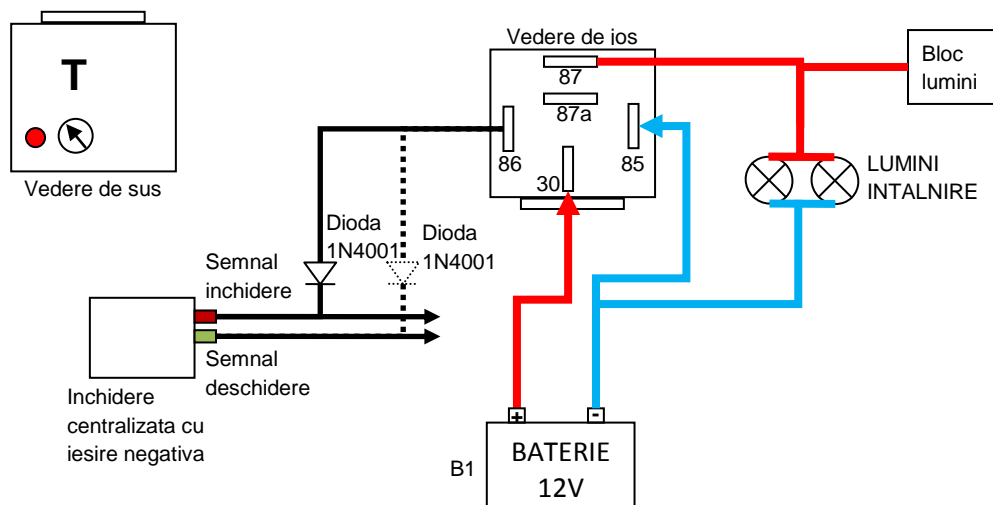 T
Vedere de sus
Vedere de jos
87
87a
86
85
30
Bloc
lumini
LUMINI
INTALNIRE
Dioda
1N4001
Dioda
1N4001
Semnal
inchidere
Semnal
deschidere
Inchidere
centralizata cu
iesire negativa
+
-
B1
BATERIE
12V